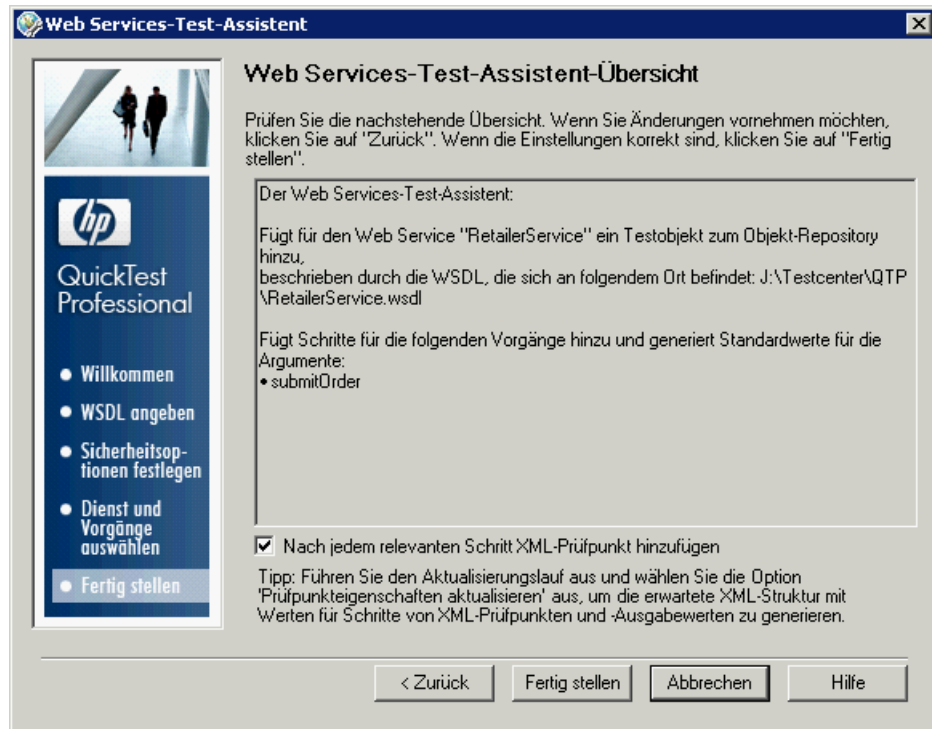 Web Services-Test-Assistent
Web Services-Test-Assistent-Übersicht
Prüfen Sie die nachstehende Übersicht. Wenn Sie Änderungen vornehmen möchten,
klicken Sie auf "Zurück". Wenn die Einstellungen korrekt sind, klicken Sie auf "Fertig
stellen".
hp
QuickTest
Professional
• Willkommen
• WSDL angeben
• Sicherheitsop-
tionen festlegen
• Dienst und
Vorgänge
auswählen
• Fertig stellen
Der Web Services-Test-Assistent:
Fügt für den Web Service "RetailerService" ein Testobjekt zum Objekt-Repository
hinzu,
beschrieben durch die WSDL, die sich an folgendem Ort befindet: J:\Testcenter\QTP
\RetailerService.wsdl
Fügt Schritte für die folgenden Vorgänge hinzu und generiert Standardwerte für die
Argumente:
• submitOrder
Nach jedem relevanten Schritt XML-Prüfpunkt hinzufügen
Tipp: Führen Sie den Aktualisierungslauf aus und wählen Sie die Option
'Prüfpunkteigenschaften aktualisieren' aus, um die erwartete XML-Struktur mit
Werten für Schritte von XML-Prüfpunkten und -Ausgabewerten zu generieren.
< Zurück
Fertig stellen
Abbrechen
Hilfe